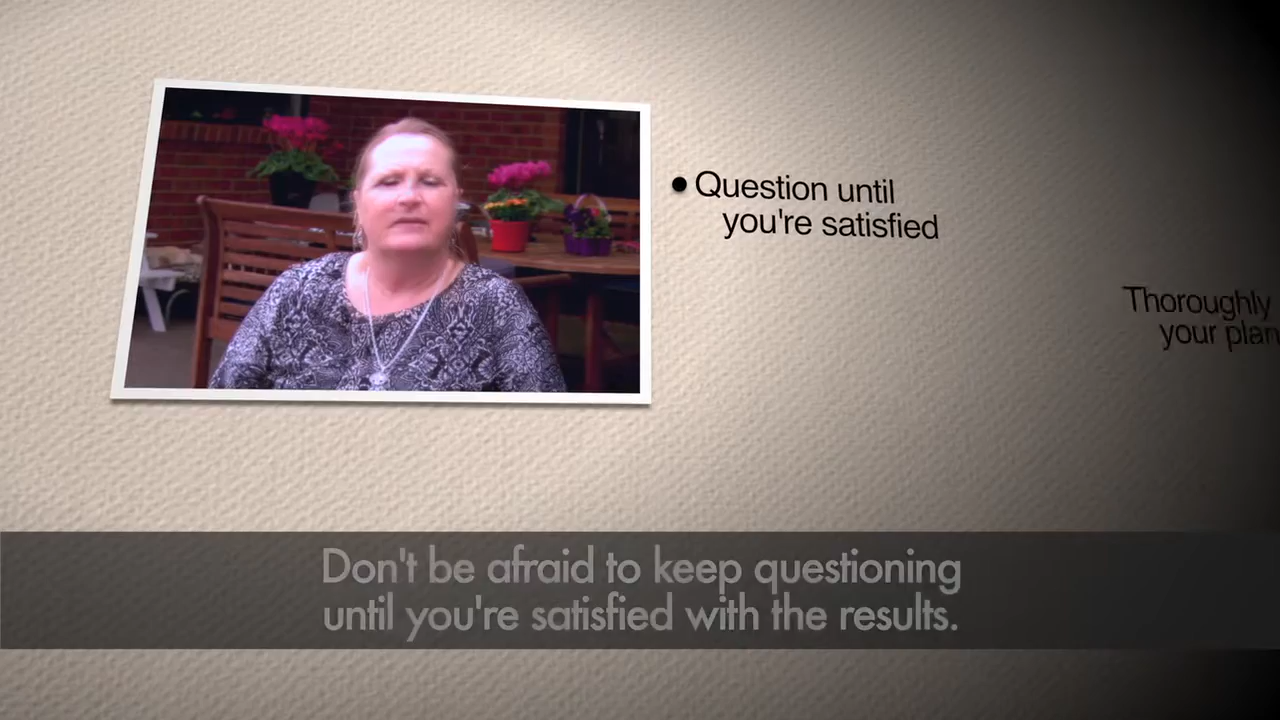 • Question until
you're satisfied
Thoroughly
your plan
Don't be afraid to keep questioning
until you're satisfied with the results.